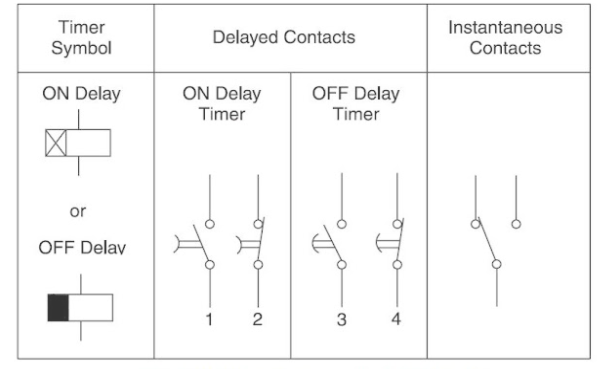 Timer
Symbol
Delayed Contacts
Instantaneous
Contacts
ON Delay
or
OFF Delay
ON Delay
Timer
OFF Delay
Timer
1
2
3
4